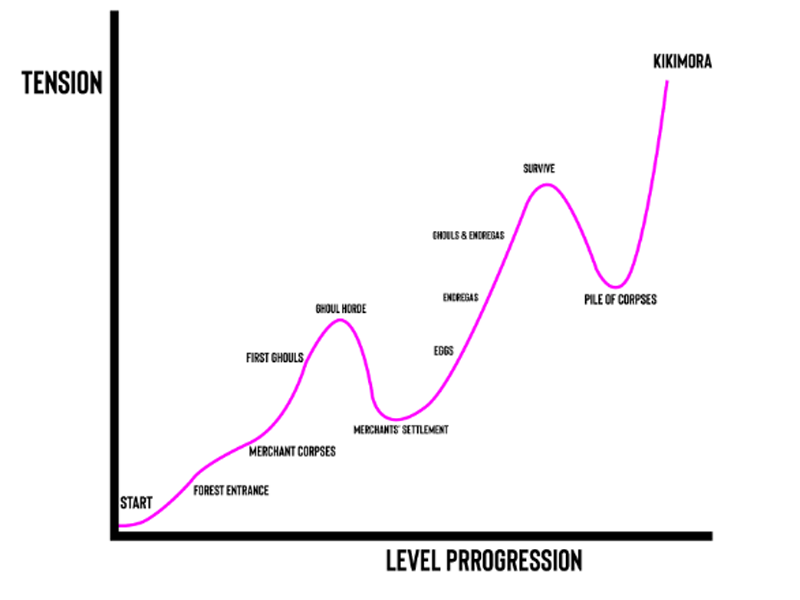 KIKIMORA
TENSION
SURVIVE
GHOULS & ENDREGAS
ENDREGAS
PILE OF CORPSES
GHOUL HORDE
EGGS
FIRST GHOULS
MERCHANTS' SETTLEMENT
MERCHANT CORPSES
FOREST ENTRANCE
START
LEVEL PRROGRESSION